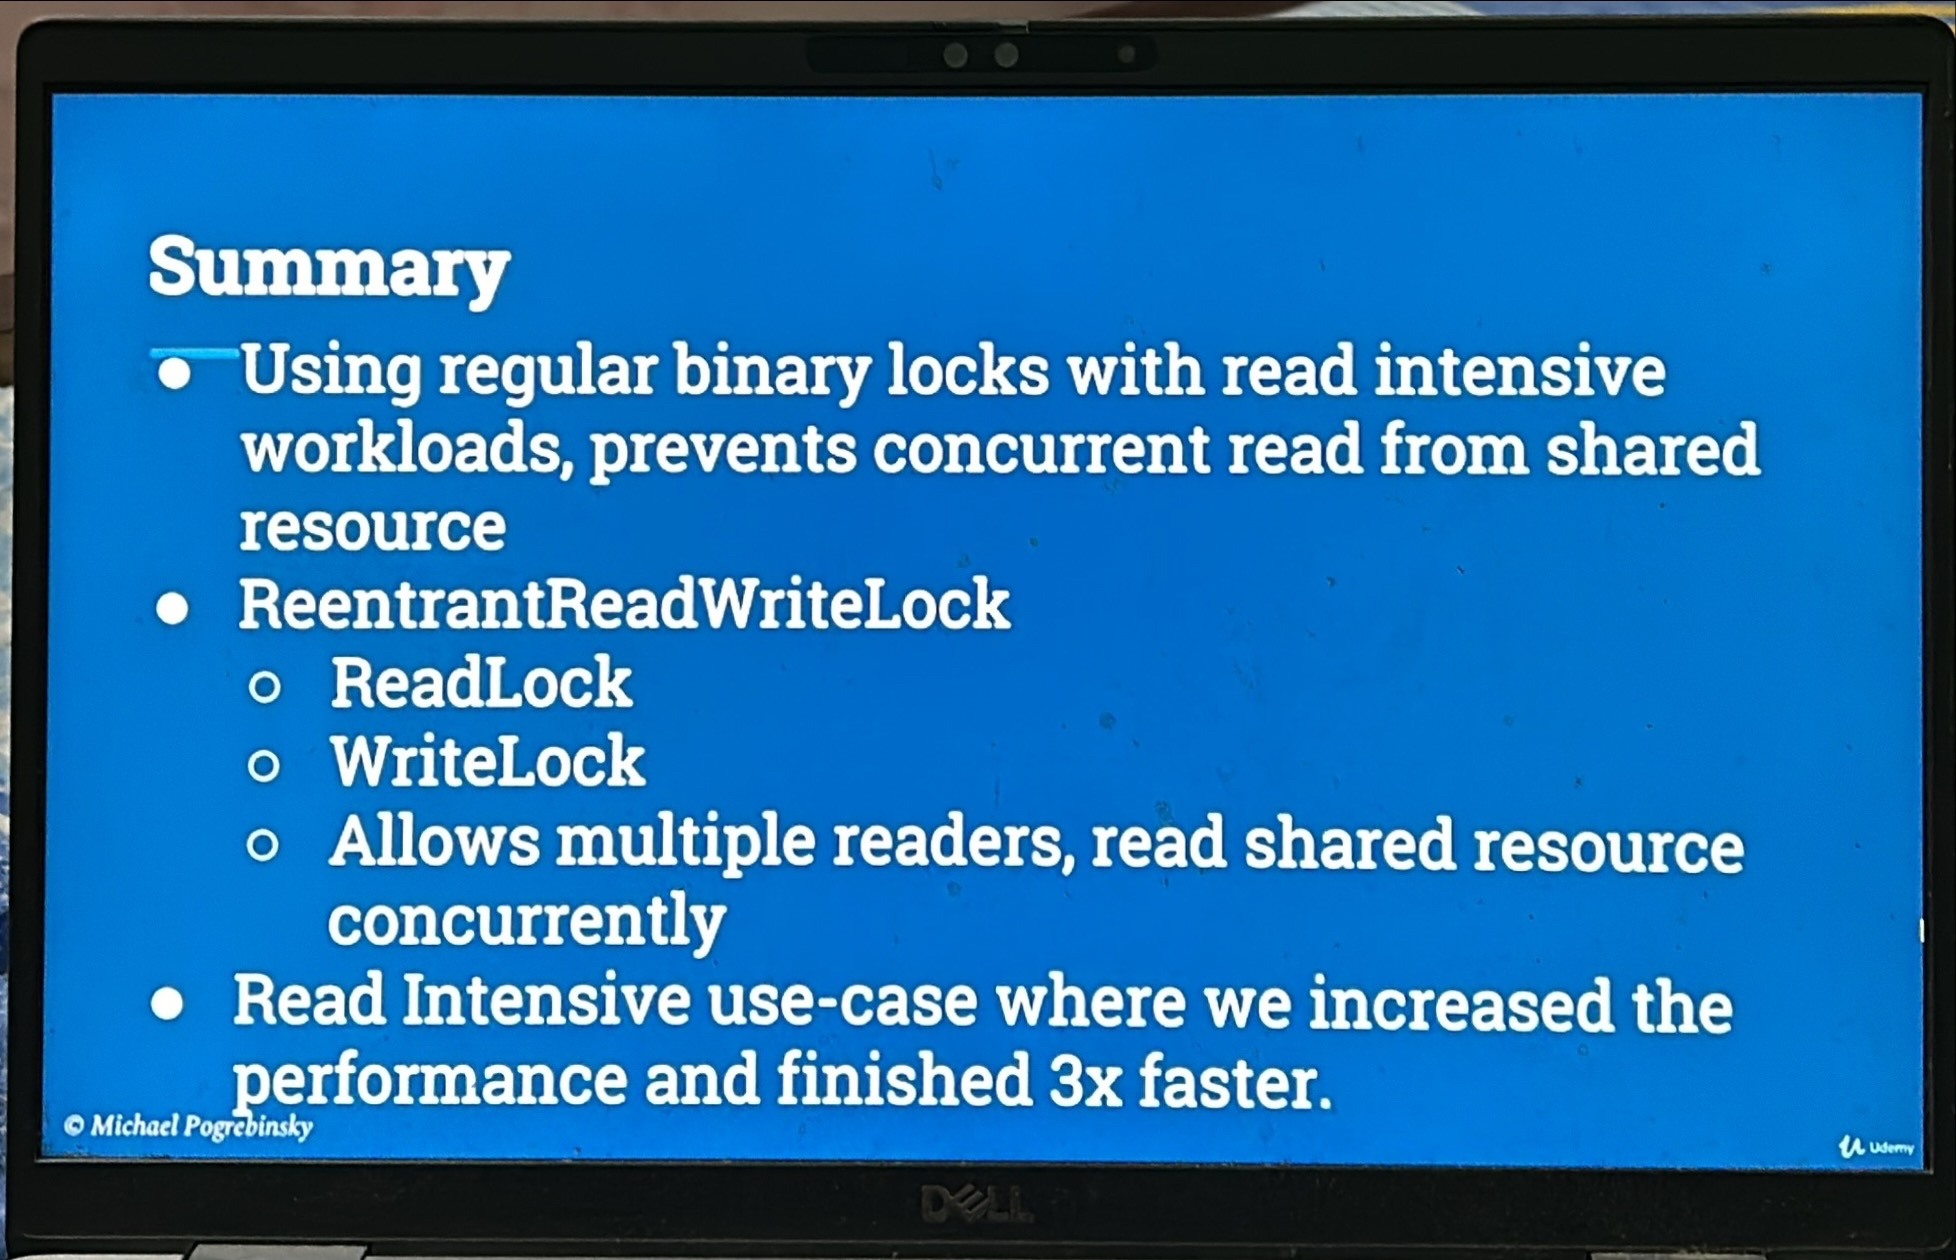 Summary
● Using regular binary locks with read intensive
workloads, prevents concurrent read from shared
resource
● ReentrantReadWriteLock
○ ReadLock
○ WriteLock
○ Allows multiple readers, read shared resource
concurrently
● Read Intensive use-case where we increased the
performance and finished 3x faster.
© Michael Pogrebinsky
Udemy
DELL